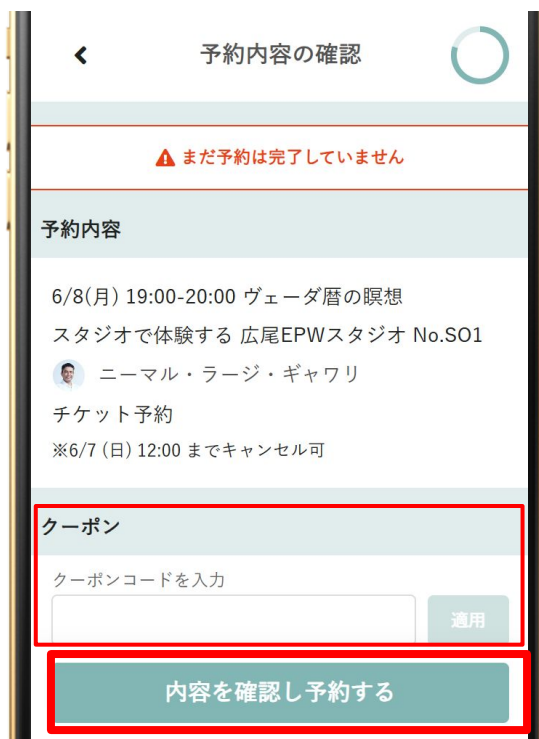 予約内容の確認
まだ予約は完了していません
予約内容
6/8(月) 19:00-20:00 ヴェーダ暦の瞑想
スタジオで体験する 広尾EPWスタジオ No.SO1
ニーマル・ラージ・ギャワリ
チケット予約
※6/7 (日) 12:00 までキャンセル可
クーポン
クーポンコードを入力
適用
内容を確認し予約する